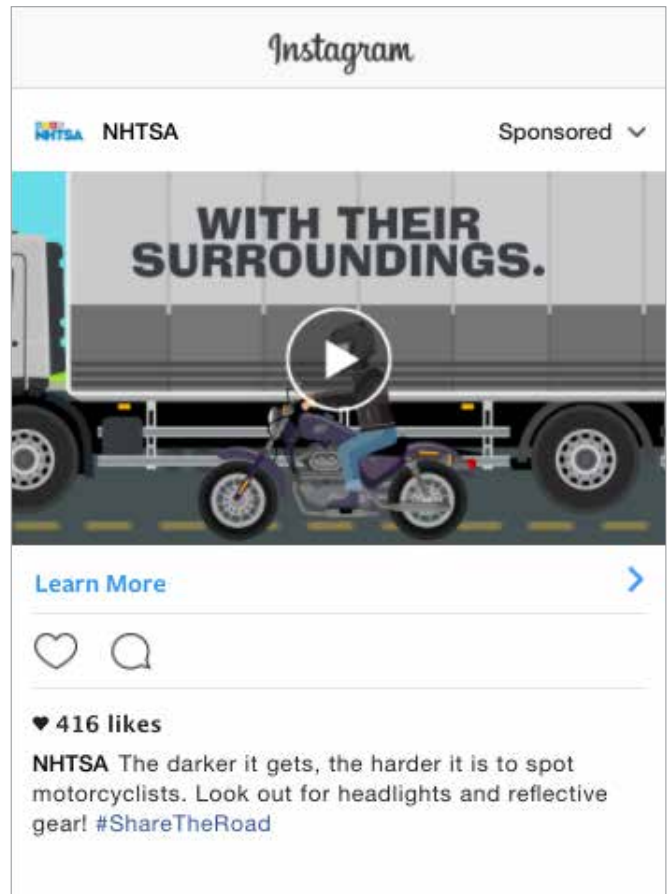 Instagram
NHTSA NHTSA Sponsored
WITH THEIR
SURROUNDINGS.
Learn More
416 likes
NHTSA The darker it gets, the harder it is to spot
motorcyclists. Look out for headlights and reflective
gear! #ShareTheRoad